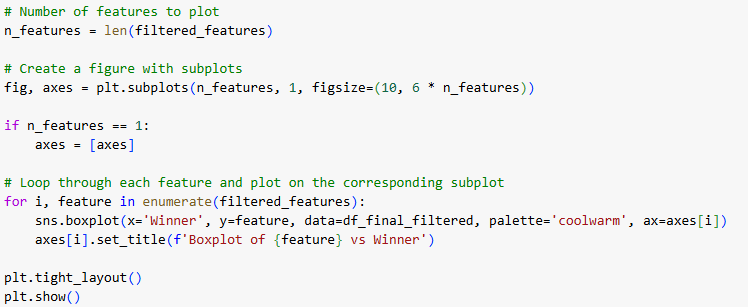 # Number of features to plot
n_features = len(filtered_features)

# Create a figure with subplots
fig, axes = plt.subplots(n_features, 1, figsize=(10, 6 * n_features))

if n_features == 1:
    axes = [axes]

# Loop through each feature and plot on the corresponding subplot
for i, feature in enumerate(filtered_features):
    sns.boxplot(x='Winner', y=feature, data=df_final_filtered, palette='coolwarm', ax=axes[i])
    axes[i].set_title(f'Boxplot of {feature} vs Winner')

plt.tight_layout()
plt.show()